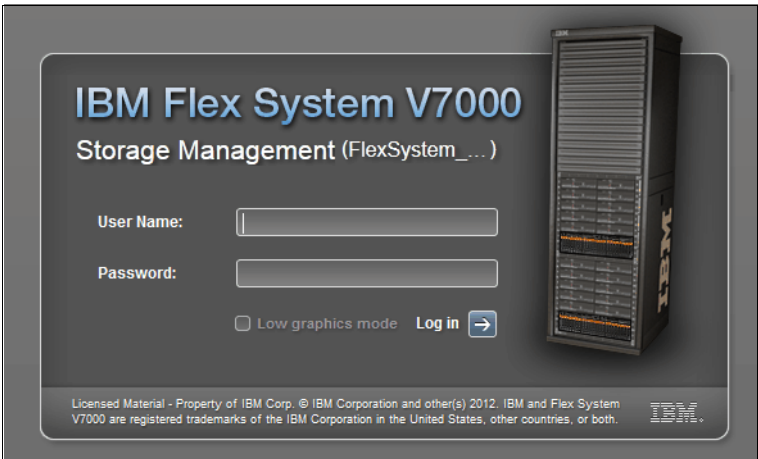 IBM
IBM Flex System V7000
Storage Management (FlexSystem_...)
User Name:
Password:
Low graphics mode Log in
IBM
Licensed Material - Property of IBM Corp. © IBM Corporation and other(s) 2012. IBM and Flex System
V7000 are registered trademarks of the IBM Corporation in the United States, other countries, or both.
IBM.